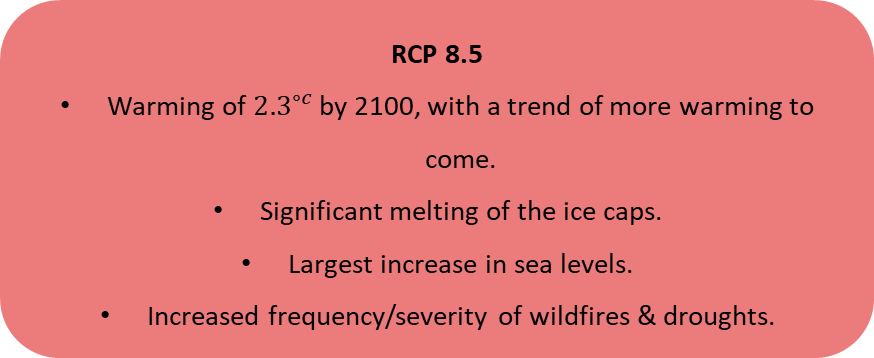 RCP 8.5
• Warming of 2.3°ᶜ by 2100, with a trend of more warming to
come.
• Significant melting of the ice caps.
• Largest increase in sea levels.
• Increased frequency/severity of wildfires & droughts.